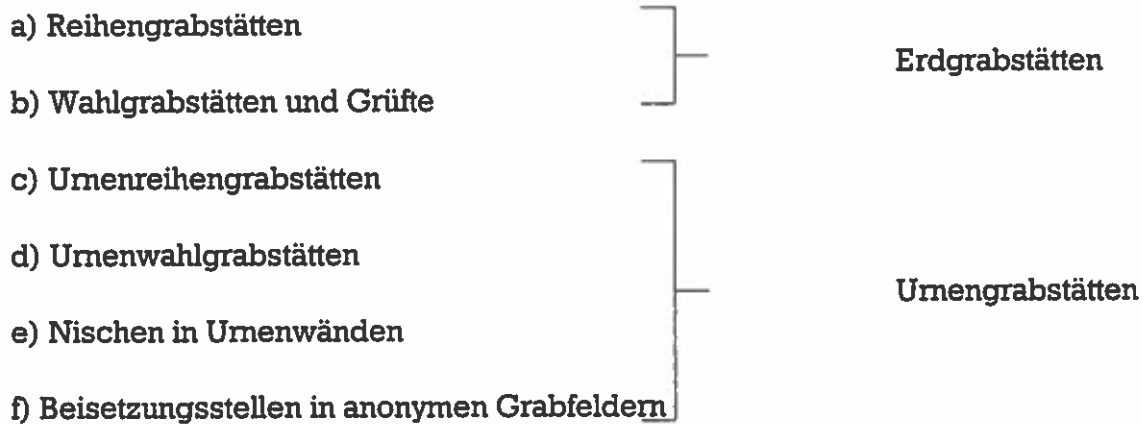 a) Reihengrabstätten
Erdgrabstätten
b) Wahlgrabstätten und Grüfte
c) Urnenreihengrabstätten
d) Urnenwahlgrabstätten
Urnengrabstätten
e) Nischen in Urnenwänden
f) Beisetzungsstellen in anonymen Grabfeldern